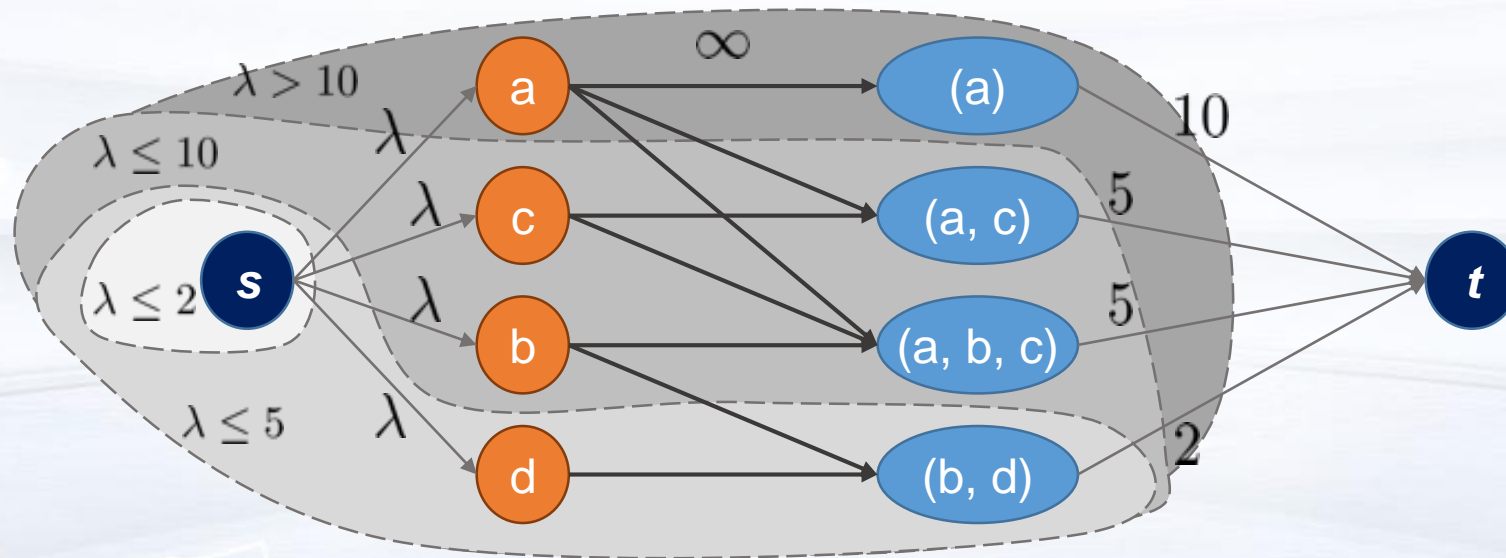 ∞
a
(a)
λ > 10
10
λ
λ ≤ 10
5
λ
c
(a, c)
s
t
λ ≤ 2
λ
5
b
(a, b, c)
λ ≤ 5
λ
2
d
(b, d)